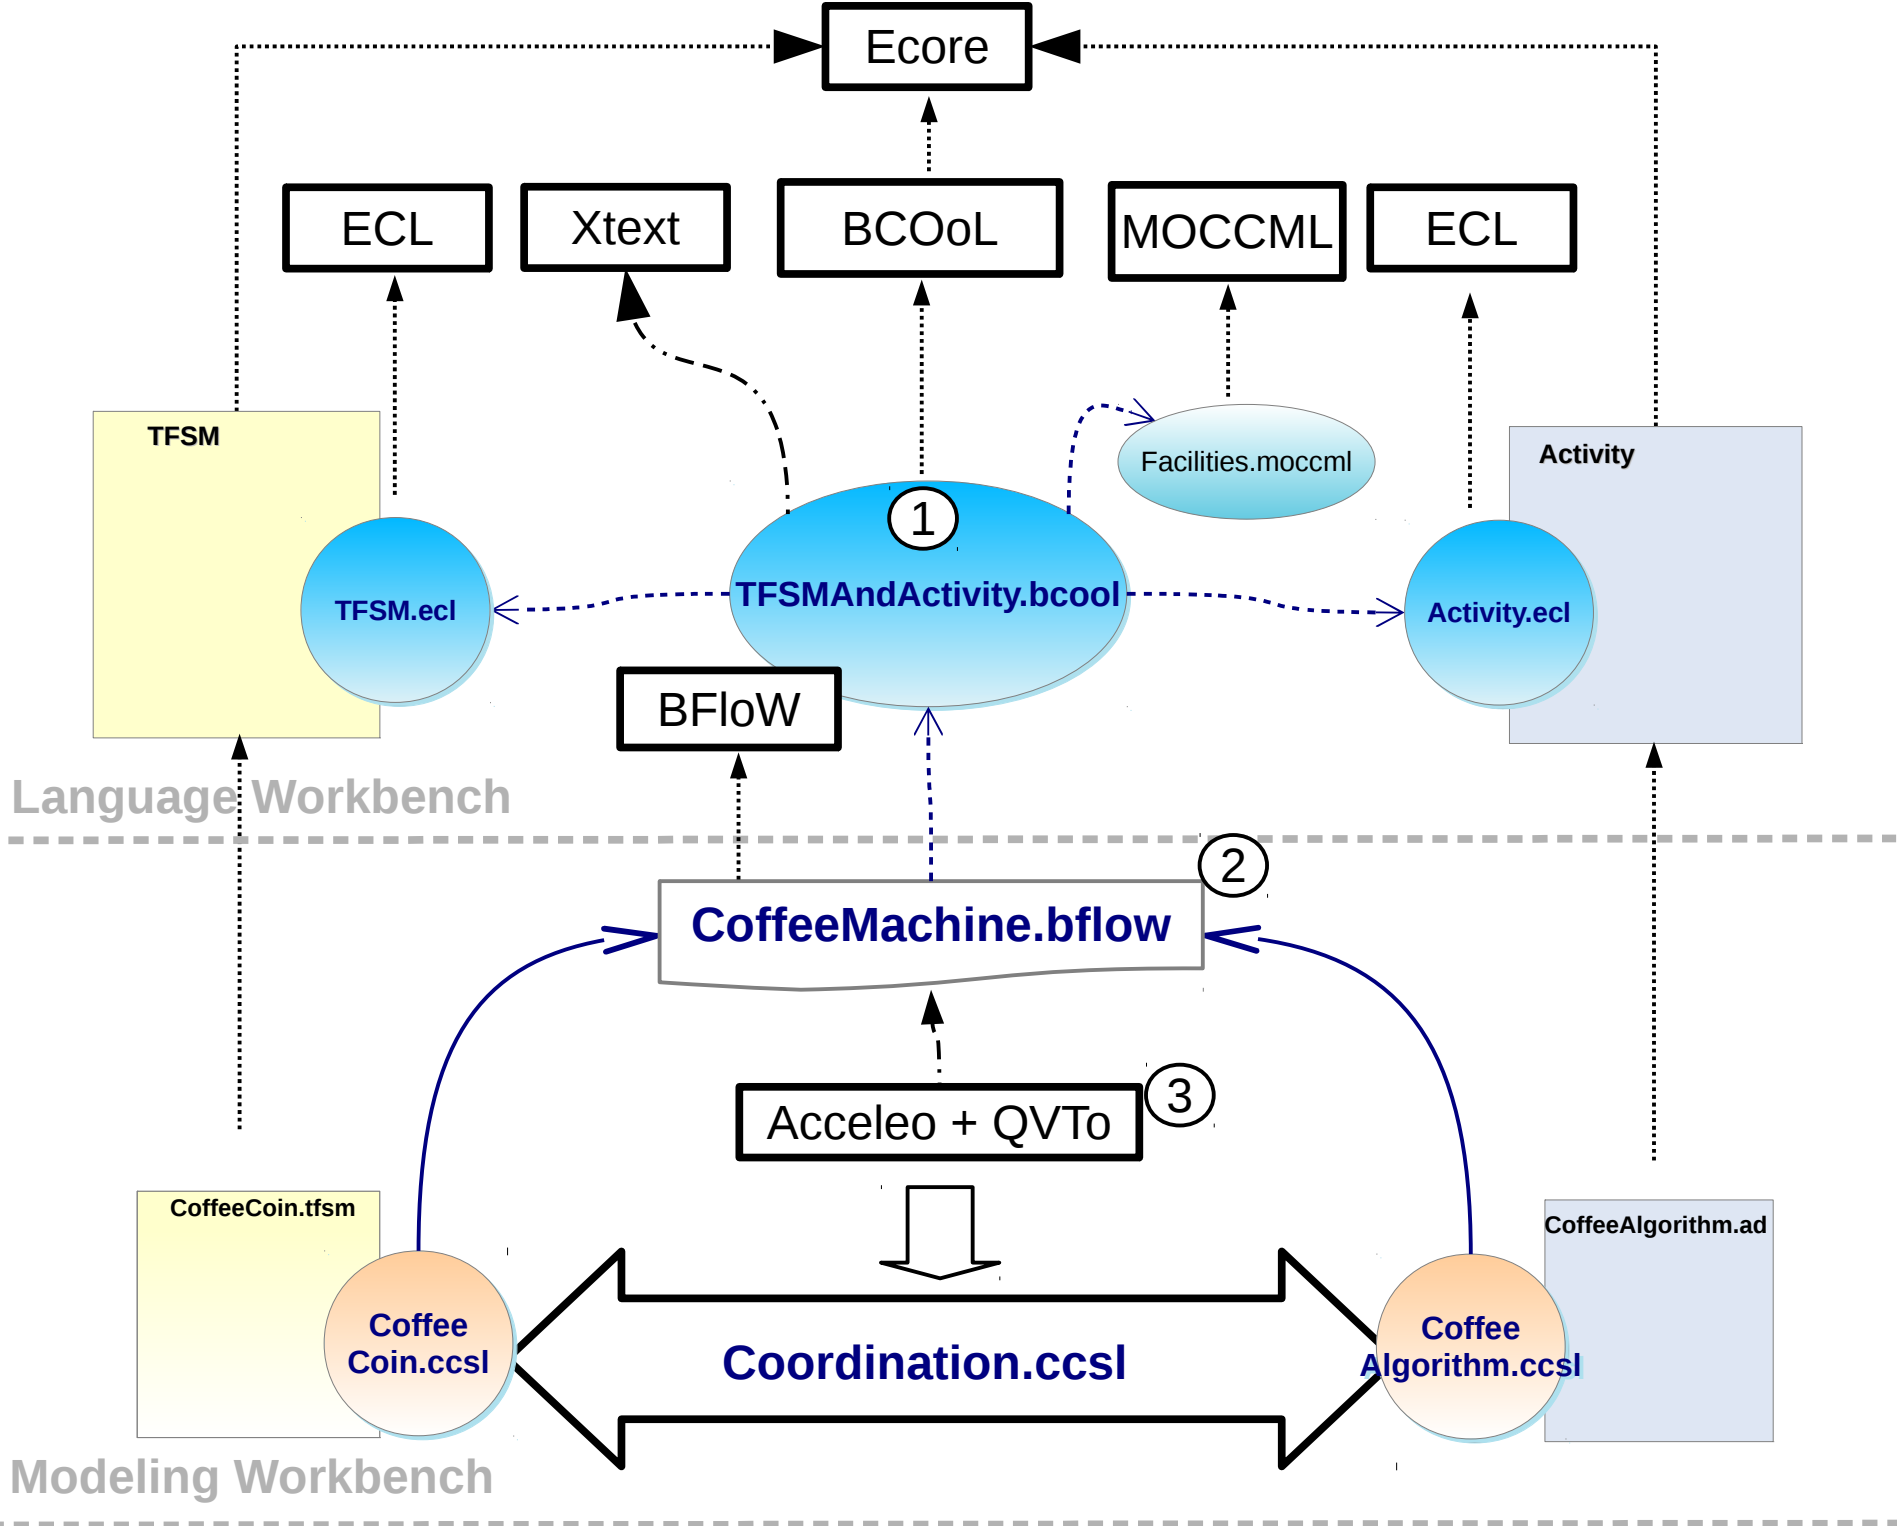 Ecore
ECL
Xtext
BCOoL
MOCCML
ECL
TFSM
Activity
Facilities.moccml
1
TFSM.ecl
TFSMAndActivity.bcool
Activity.ecl
BFloW
Language Workbench
2
CoffeeMachine.bflow
3
Acceleo + QVTo
CoffeeCoin.tfsm
CoffeeAlgorithm.ad
Coffee
Coin.ccsl
Coordination.ccsl
Coffee
Algorithm.ccsl
Modeling Workbench